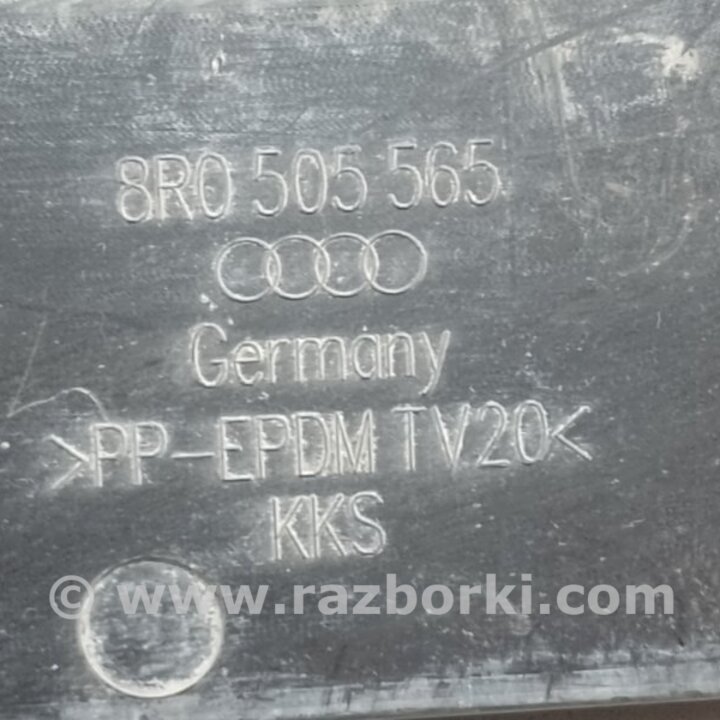 8R0 505 565
Germany
>PP-EPDM TV20<
KKS
© www.razborki.com